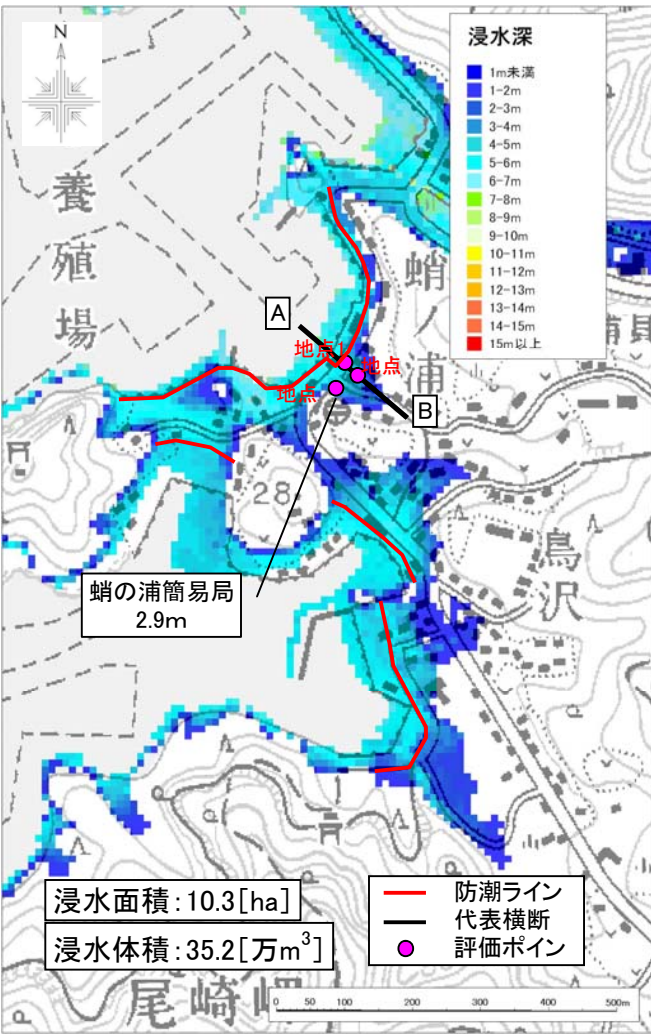 N
浸水深
1m未満
1-2m
2-3m
3-4m
4-5m
5-6m
6-7m
7-8m
8-9m
9-10m
10-11m
11-12m
12-13m
13-14m
14-15m
15m以上
養殖場
蛸ノ浦
浦貝
A
地点1
地点
地点
B
28
鳥沢
蛸の浦簡易局
2.9m
浸水面積:10.3[ha]
浸水体積:35.2[万m³]
防潮ライン
代表横断
評価ポイン
尾崎岬
0 50 100 200 300 400 500m